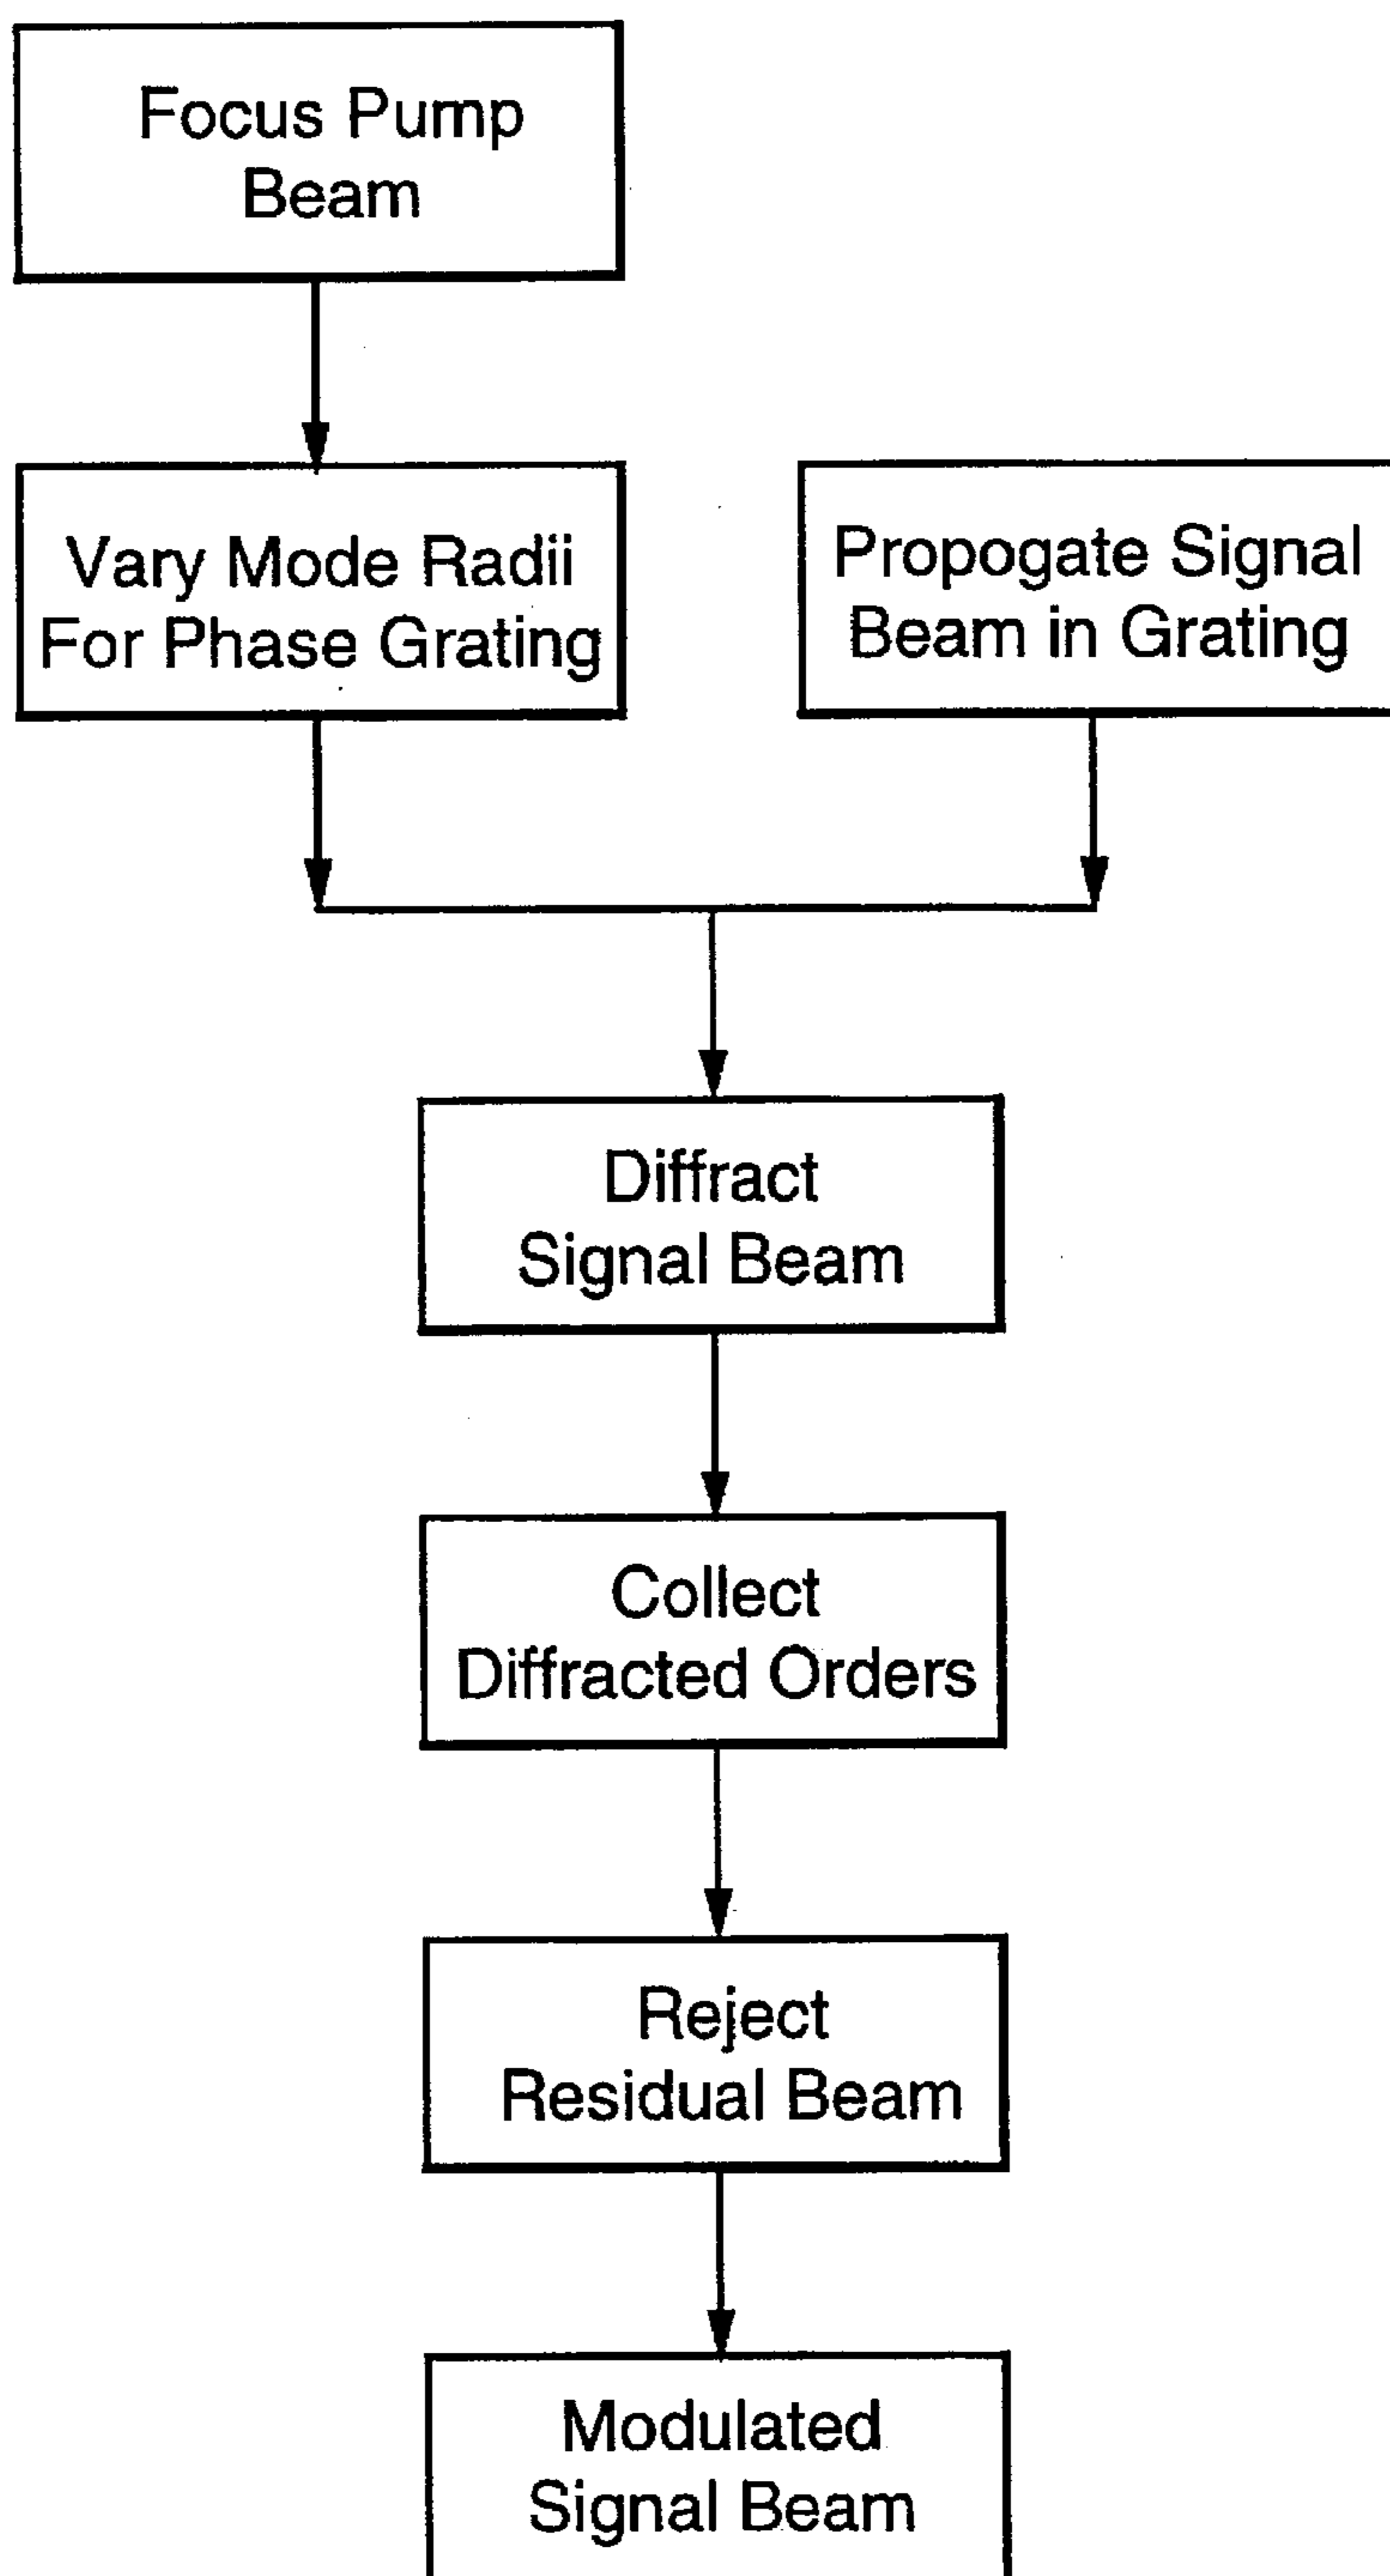 Focus Pump
Beam
Vary Mode Radii
For Phase Grating
Propogate Signal
Beam in Grating
Diffract
Signal Beam
Collect
Diffracted Orders
Reject
Residual Beam
Modulated
Signal Beam